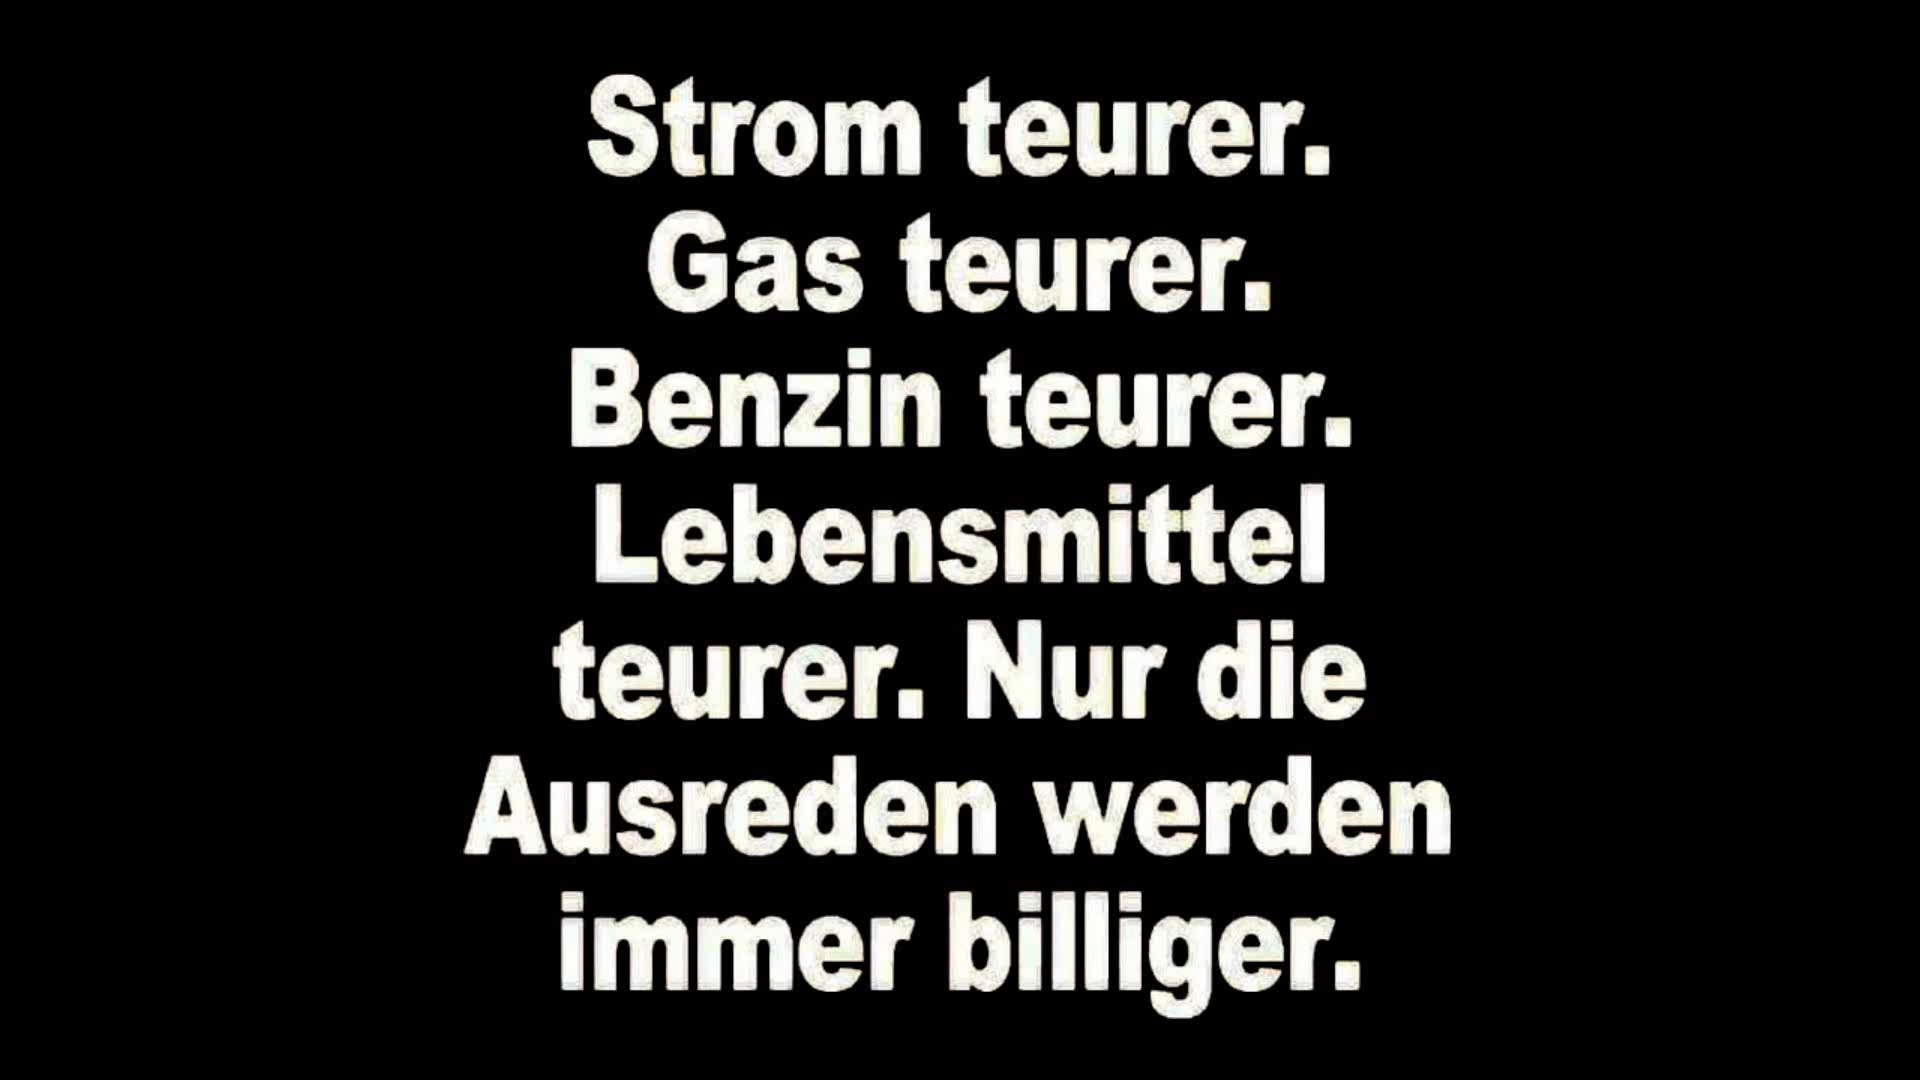 Strom teurer.
Gas teurer.
Benzin teurer.
Lebensmittel
teurer. Nur die
Ausreden werden
immer billiger.